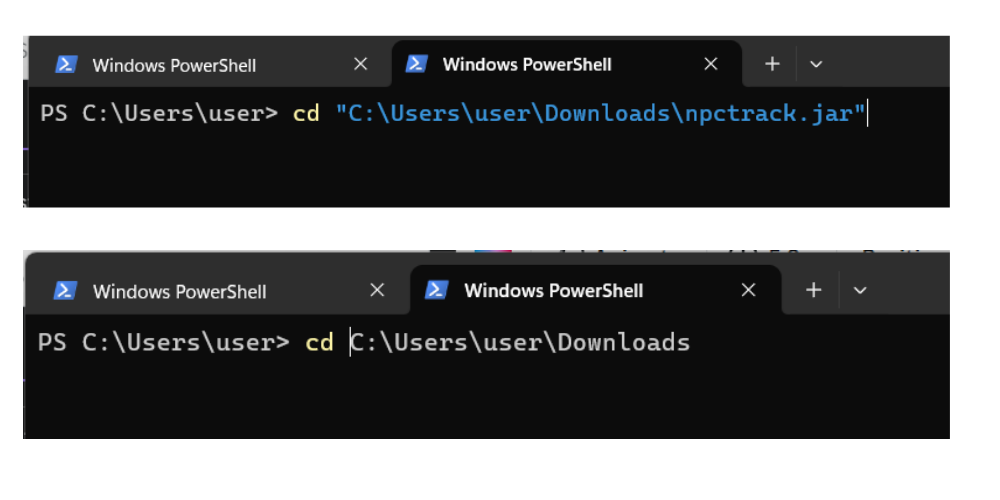 Windows PowerShell
Windows PowerShell
PS C:\Users\user> cd "C:\Users\user\Downloads\npctrack.jar"
Windows PowerShell
Windows PowerShell
PS C:\Users\user> cd C:\Users\user\Downloads